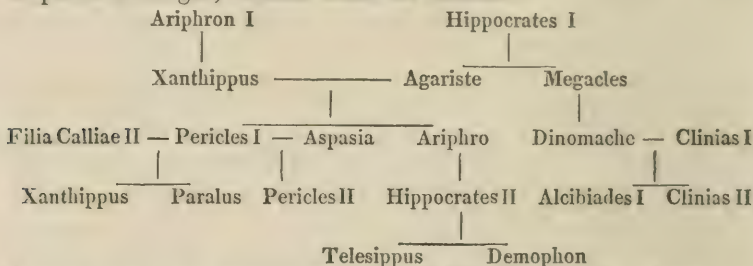 Ariphron I Hippocrates I
Xanthippus Agariste Megacles
Filia Calliae II — Pericles I — Aspasia Ariphro Dinomache — Clinias I
Xanthippus Paralus Pericles II Hippocrates II Alcibiades I Clinias II
Telesippus Demophon